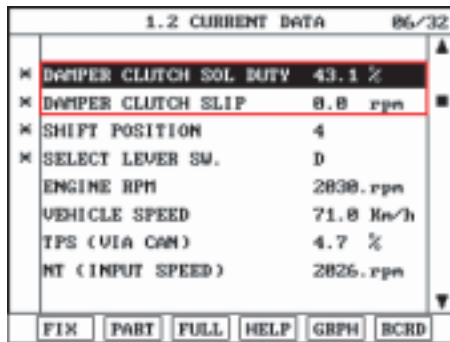 1.2 CURRENT DATA 06/32
× DAMPER CLUTCH SOL DUTY 43.1 %
× DAMPER CLUTCH SLIP 0.0 rpm
× SHIFT POSITION 4
× SELECT LEVER SW. D
ENGINE RPM 2030.rpm
VEHICLE SPEED 71.0 Km/h
TPS (VIA CAN) 4.7 %
NT (INPUT SPEED) 2026.rpm
FIX PART FULL HELP GRPH RCRD